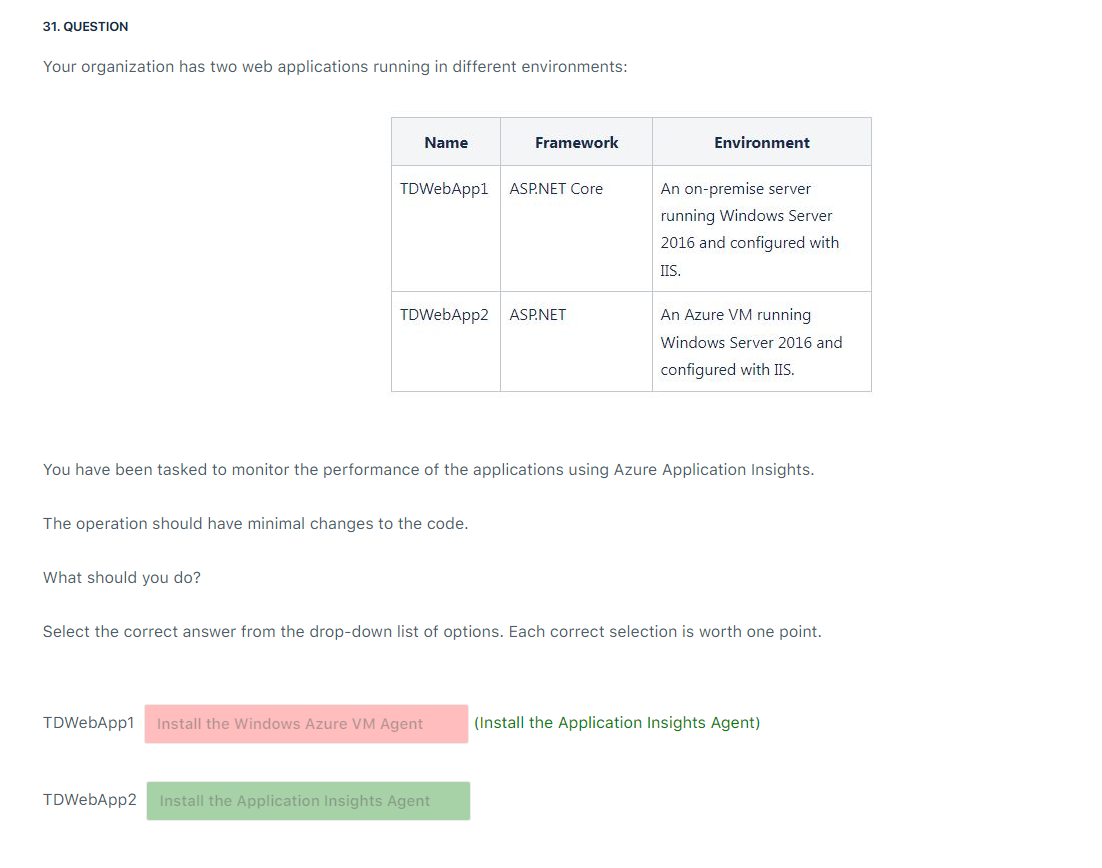 31. QUESTION
Your organization has two web applications running in different environments:
Name Framework Environment
TDWebApp1 ASP.NET Core An on-premise server
running Windows Server
2016 and configured with
IIS.
TDWebApp2 ASP.NET An Azure VM running
Windows Server 2016 and
configured with IIS.
You have been tasked to monitor the performance of the applications using Azure Application Insights.
The operation should have minimal changes to the code.
What should you do?
Select the correct answer from the drop-down list of options. Each correct selection is worth one point.
TDWebApp1 Install the Windows Azure VM Agent (Install the Application Insights Agent)
TDWebApp2 Install the Application Insights Agent